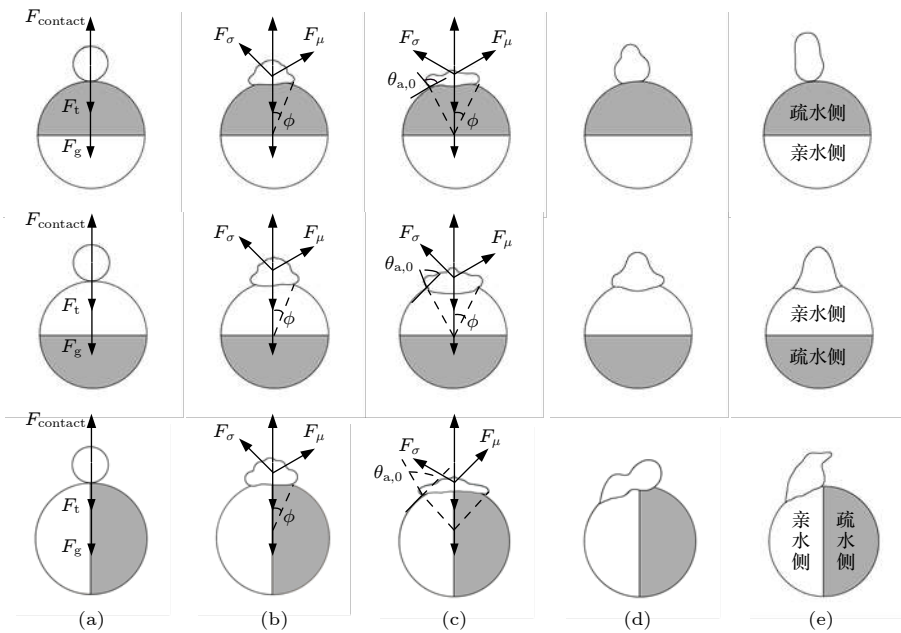 F_contact
F_t
F_g
F_σ
F_μ
ϕ
F_σ
F_μ
θ_a,0
ϕ
疏水侧
亲水侧
F_contact
F_t
F_g
F_σ
F_μ
ϕ
F_σ
F_μ
θ_a,0
ϕ
亲水侧
疏水侧
F_contact
F_t
F_g
F_σ
F_μ
ϕ
F_σ
F_μ
θ_a,0
亲水侧
疏水侧
(a) (b) (c) (d) (e)